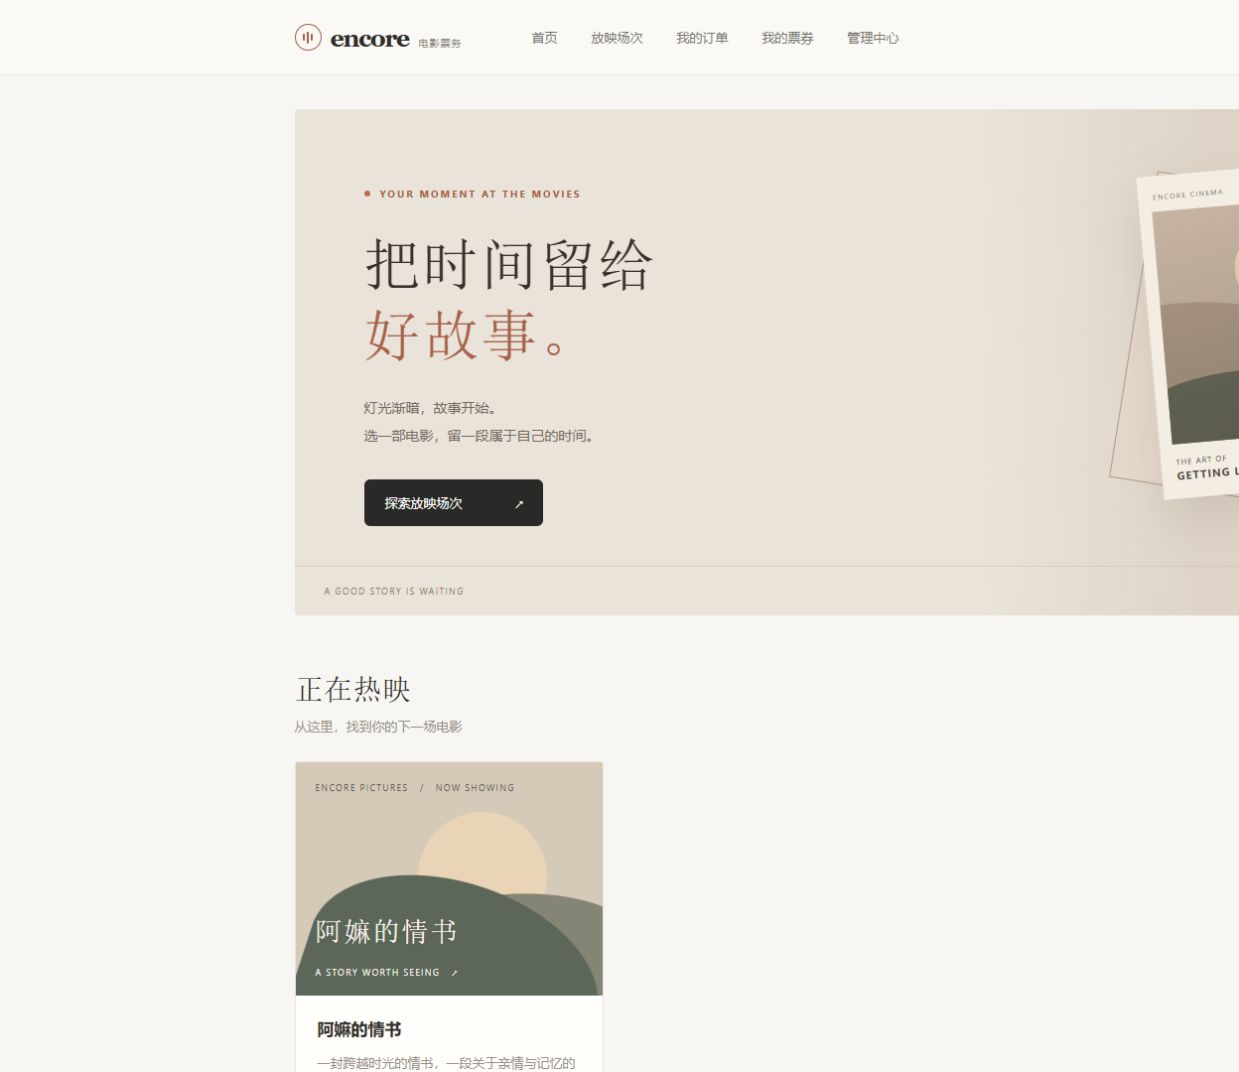 encore 电影票务 首页 放映场次 我的订单 我的票券 管理中心
YOUR MOMENT AT THE MOVIES
把时间留给
好故事。
灯光渐暗，故事开始。
选一部电影，留一段属于自己的时间。
探索放映场次 ↗
ENCORE CINEMA
THE ART OF
GETTING
A GOOD STORY IS WAITING
正在热映
从这里，找到你的下一场电影
ENCORE PICTURES / NOW SHOWING
阿嫲的情书
A STORY WORTH SEEING ↗
阿嫲的情书
一封跨越时光的情书，一段关于亲情与记忆的